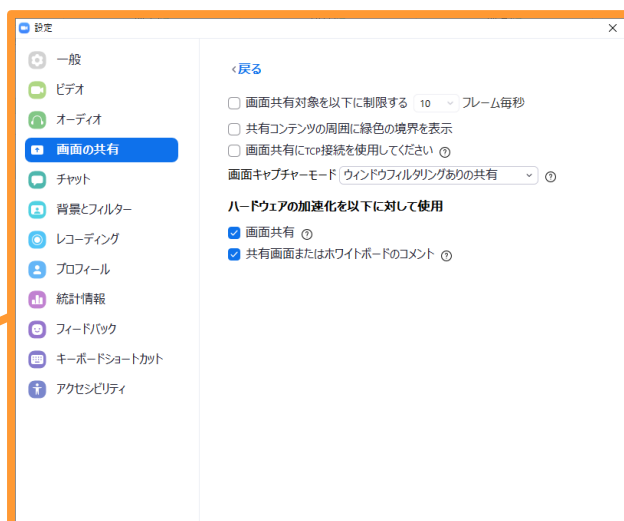 設定
一般
ビデオ
オーディオ
画面の共有
チャット
背景とフィルター
レコーディング
プロフィール
統計情報
フィードバック
キーボードショートカット
アクセシビリティ
‹戻る
画面共有対象を以下に制限する 10 フレーム毎秒
共有コンテンツの周囲に緑色の境界を表示
画面共有にTCP接続を使用してください
画面キャプチャーモード ウィンドウフィルタリングありの共有
ハードウェアの加速化を以下に対して使用
画面共有
共有画面またはホワイトボードのコメント